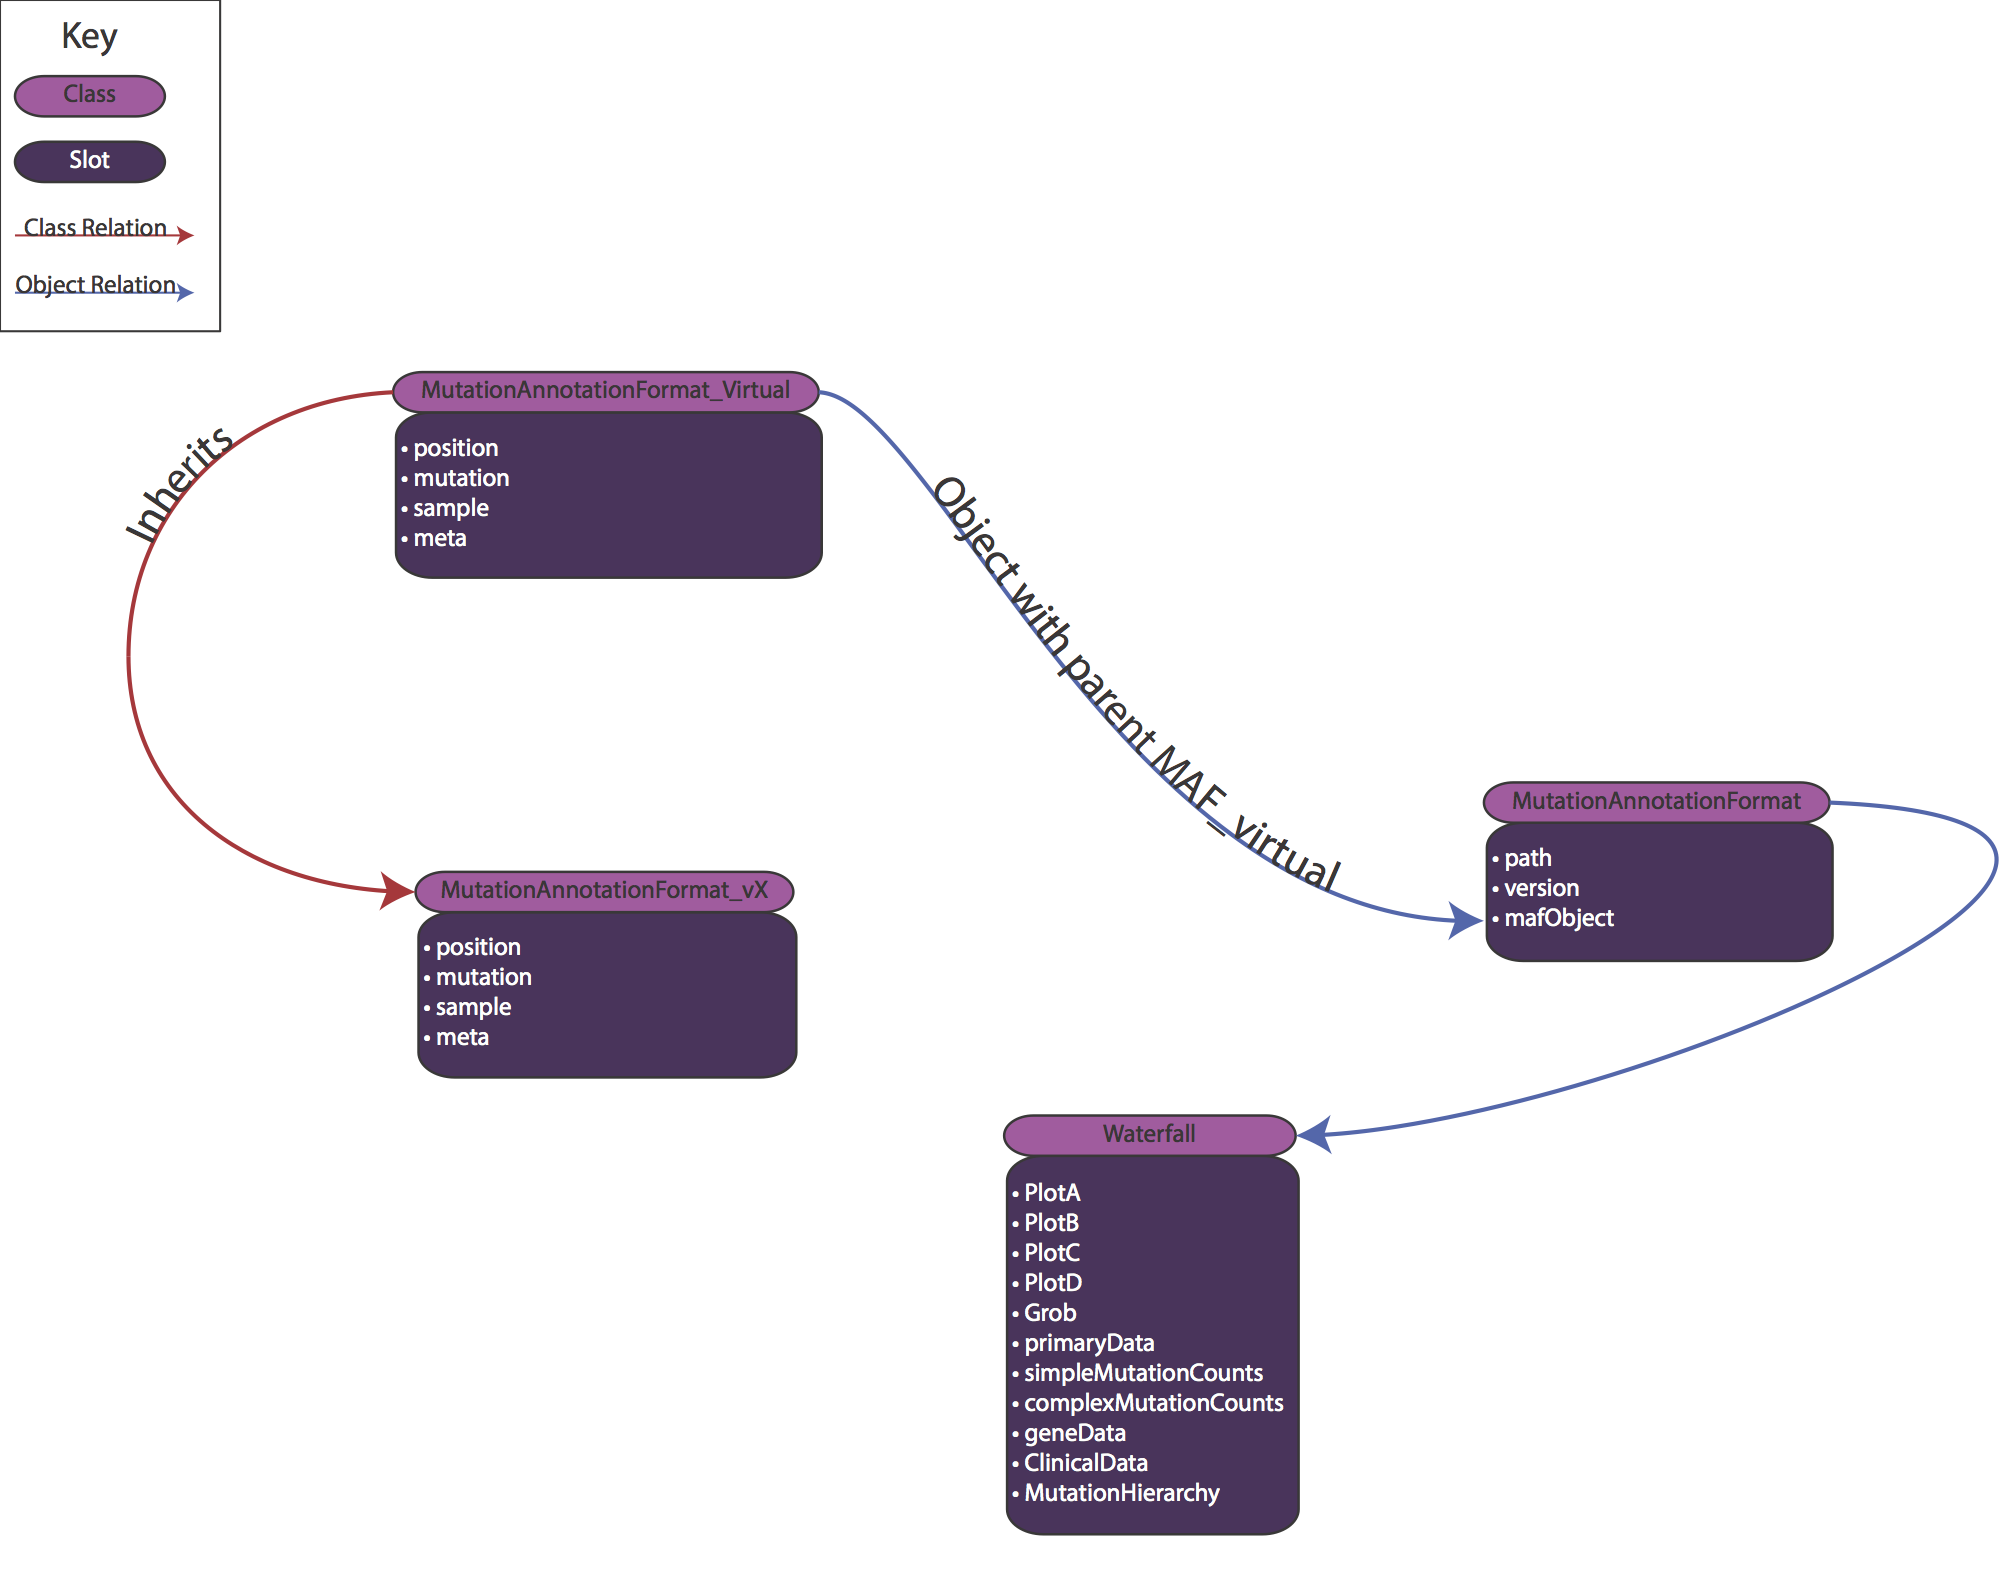 Key
Class
Slot
Class Relation
Object Relation
MutationAnnotationFormat_Virtual
• position
• mutation
• sample
• meta
Inherits
Object with parent MAF_virtual
MutationAnnotationFormat
• path
• version
• mafObject
MutationAnnotationFormat_vX
• position
• mutation
• sample
• meta
Waterfall
• PlotA
• PlotB
• PlotC
• PlotD
• Grob
• primaryData
• simpleMutationCounts
• complexMutationCounts
• geneData
• ClinicalData
• MutationHierarchy